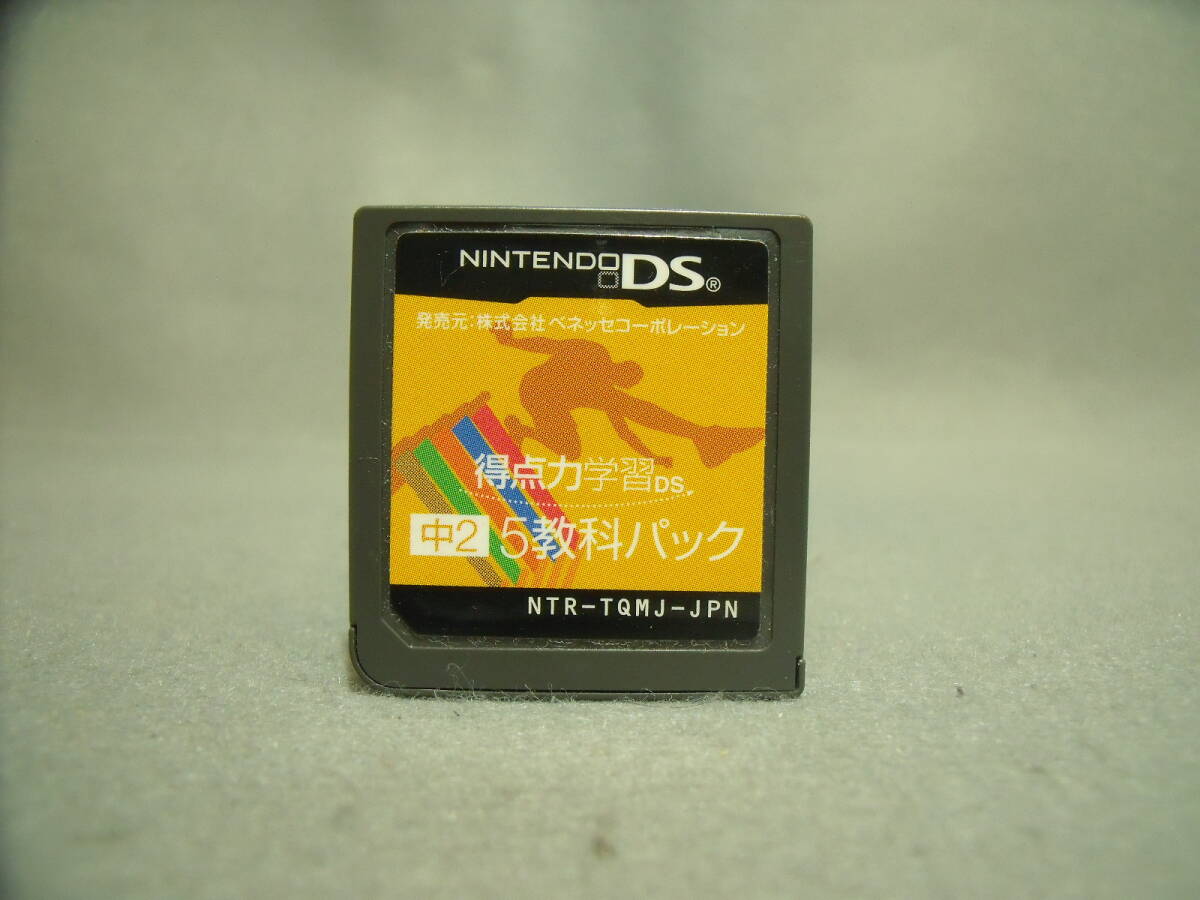 NINTENDO DS®
発売元:株式会社 ベネッセコーポレーション
得点力学習DS
中2 5教科パック
NTR-TQMJ-JPN